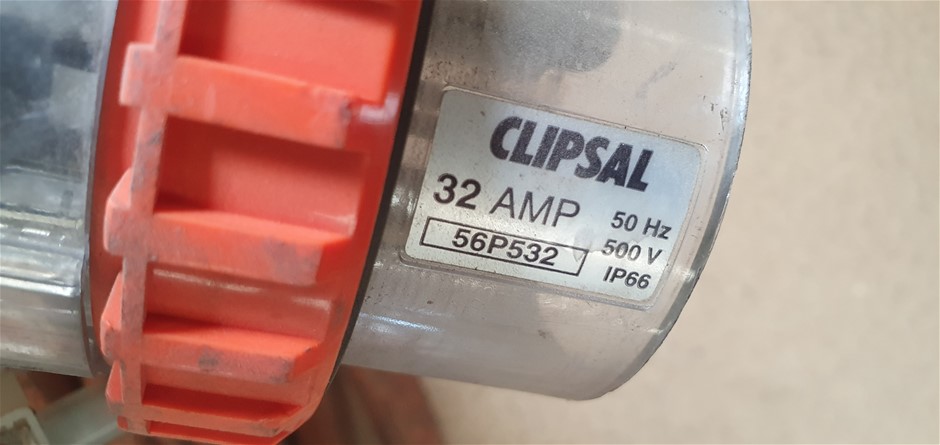 CLIPSAL
32 AMP
50 Hz
56P532
500 V
IP66